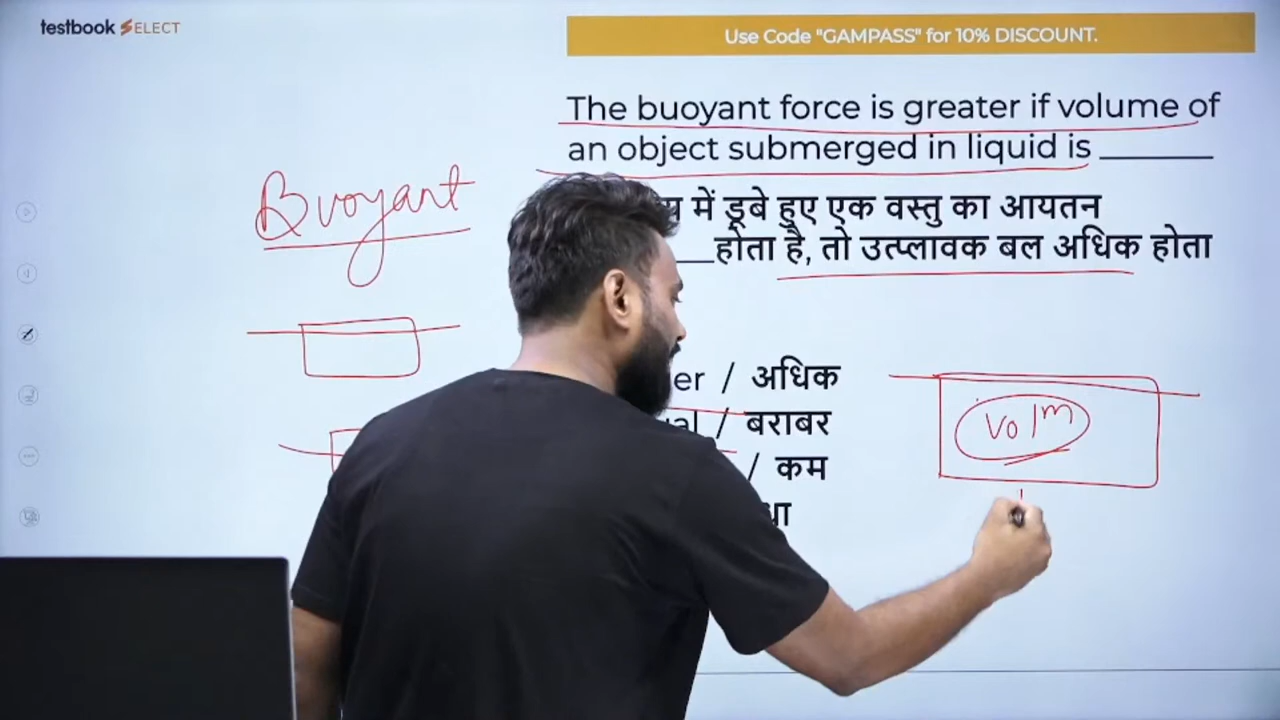 testbook SELECT
Use Code "GAMPASS" for 10% DISCOUNT.
The buoyant force is greater if volume of
an object submerged in liquid is ________
में डूबे हुए एक वस्तु का आयतन
होता है, तो उत्प्लावक बल अधिक होता
Buoyant
/ अधिक
/ बराबर
/ कम
Volm